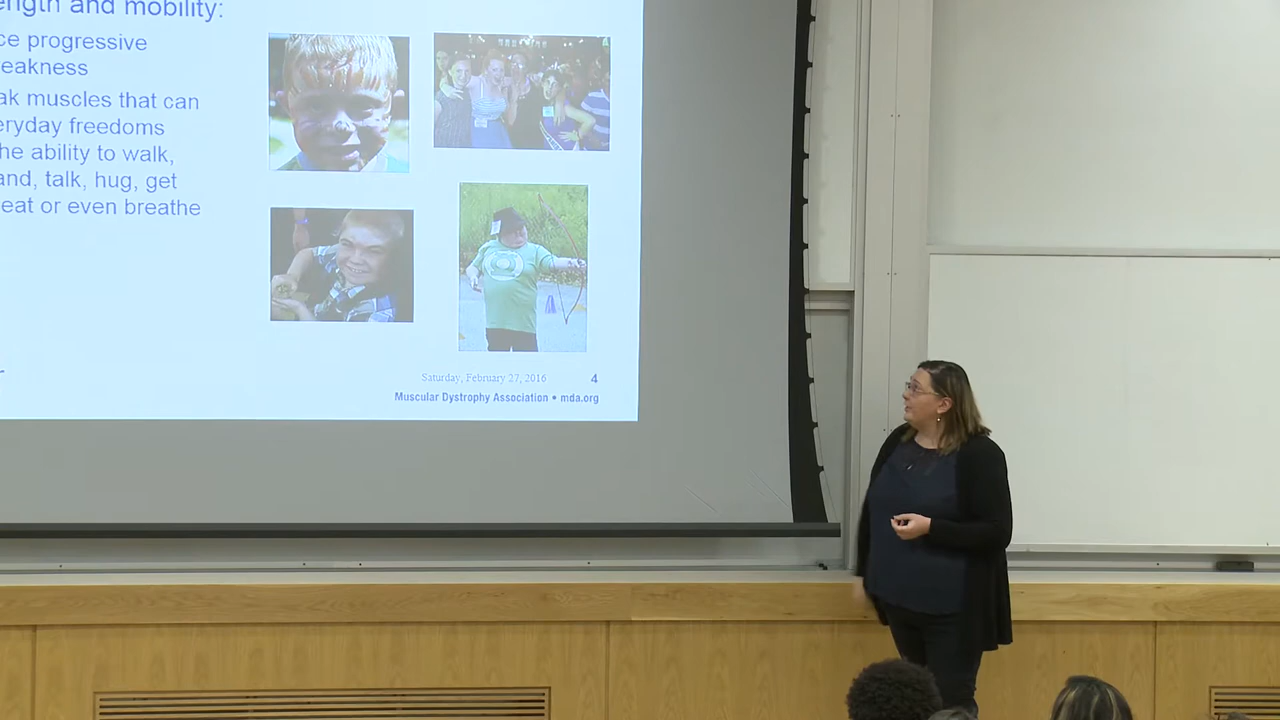 ength and mobility:
ce progressive
eakness
ak muscles that can
eryday freedoms
he ability to walk,
and, talk, hug, get
eat or even breathe
Saturday, February 27, 2016
4
Muscular Dystrophy Association • mda.org